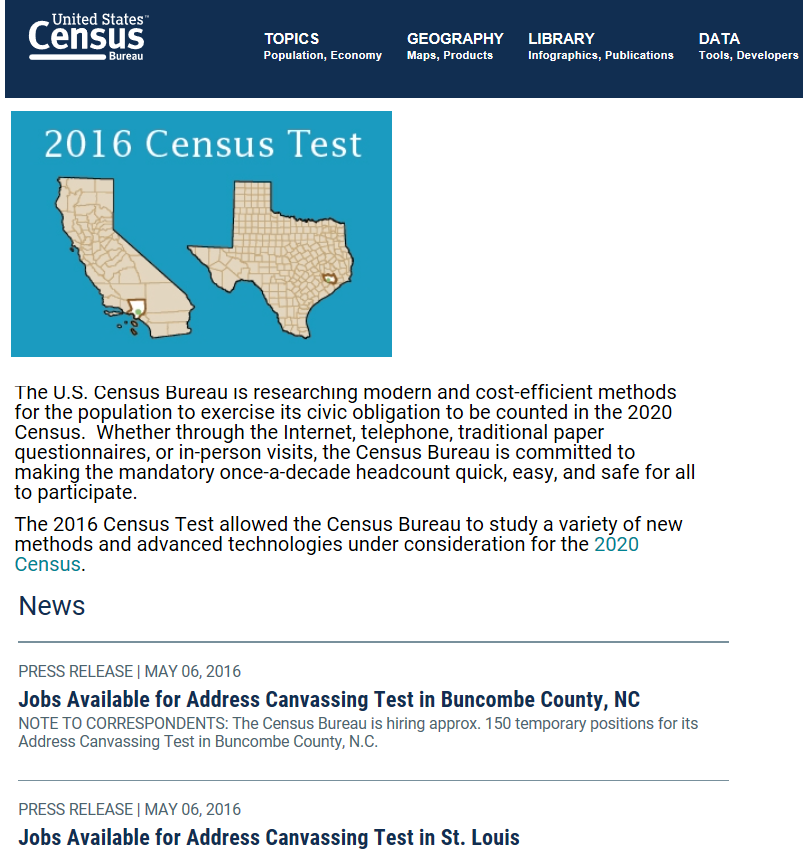 United States™
Census
Bureau
TOPICS
Population, Economy
GEOGRAPHY
Maps, Products
LIBRARY
Infographics, Publications
DATA
Tools, Developers
2016 Census Test
The U.S. Census Bureau is researching modern and cost-efficient methods
for the population to exercise its civic obligation to be counted in the 2020
Census.  Whether through the Internet, telephone, traditional paper
questionnaires, or in-person visits, the Census Bureau is committed to
making the mandatory once-a-decade headcount quick, easy, and safe for all
to participate.
The 2016 Census Test allowed the Census Bureau to study a variety of new
methods and advanced technologies under consideration for the 2020
Census.
News
PRESS RELEASE | MAY 06, 2016
Jobs Available for Address Canvassing Test in Buncombe County, NC
NOTE TO CORRESPONDENTS: The Census Bureau is hiring approx. 150 temporary positions for its
Address Canvassing Test in Buncombe County, N.C.
PRESS RELEASE | MAY 06, 2016
Jobs Available for Address Canvassing Test in St. Louis